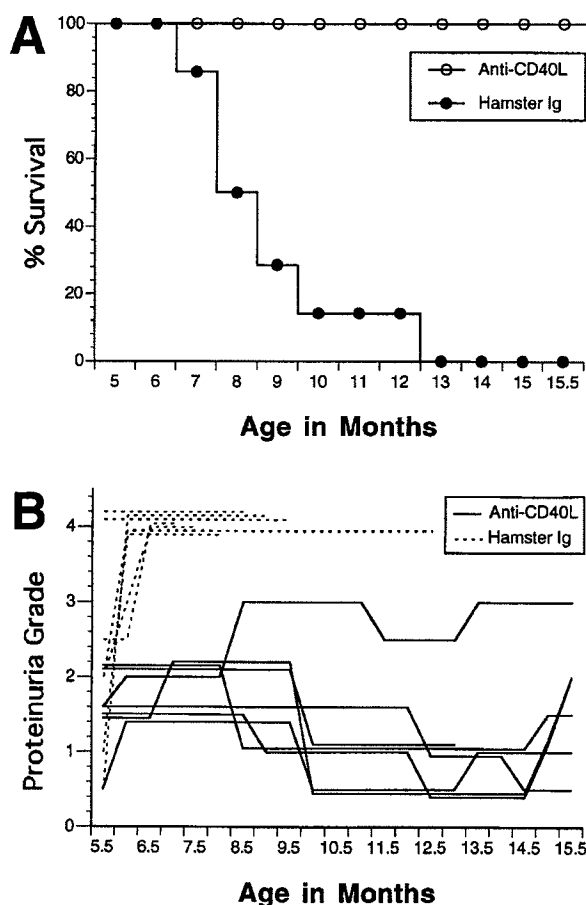 A
100
80
60
40
20
0
% Survival
Anti-CD40L
Hamster Ig
5 6 7 8 9 10 11 12 13 14 15 15.5
Age in Months
B
4
3
2
1
0
Proteinuria Grade
Anti-CD40L
Hamster Ig
5.5 6.5 7.5 8.5 9.5 10.5 11.5 12.5 13.5 14.5 15.5
Age in Months